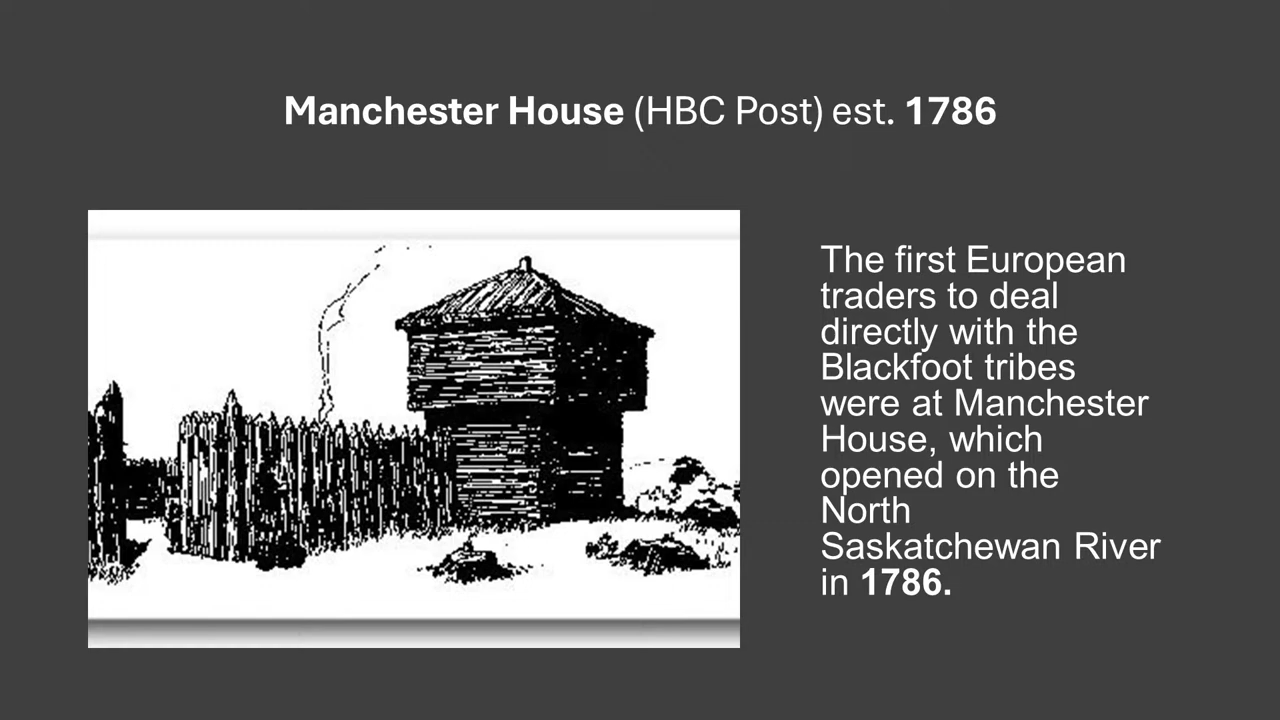 Manchester House (HBC Post) est. 1786
The first European
traders to deal
directly with the
Blackfoot tribes
were at Manchester
House, which
opened on the
North
Saskatchewan River
in 1786.